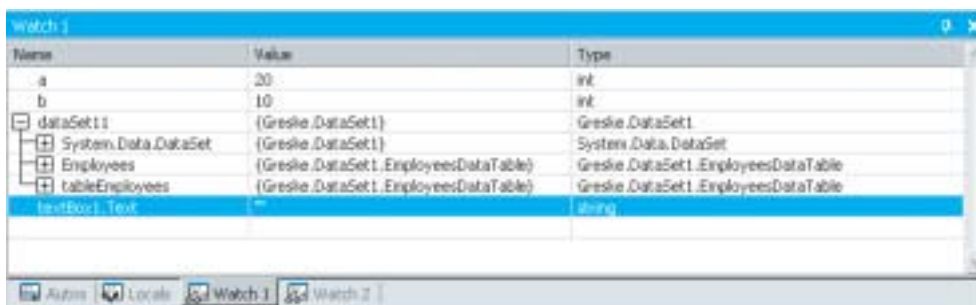 Watch 1
Name Value Type
a 20 int
b 10 int
dataSet11 {Greske.DataSet1} Greske.DataSet1
System.Data.DataSet {Greske.DataSet1} System.Data.DataSet
Employees {Greske.DataSet1.EmployeesDataTable} Greske.DataSet1.EmployeesDataTable
tableEmployees {Greske.DataSet1.EmployeesDataTable} Greske.DataSet1.EmployeesDataTable
textBox1.Text "" string
Autos Locals Watch 1 Watch 2